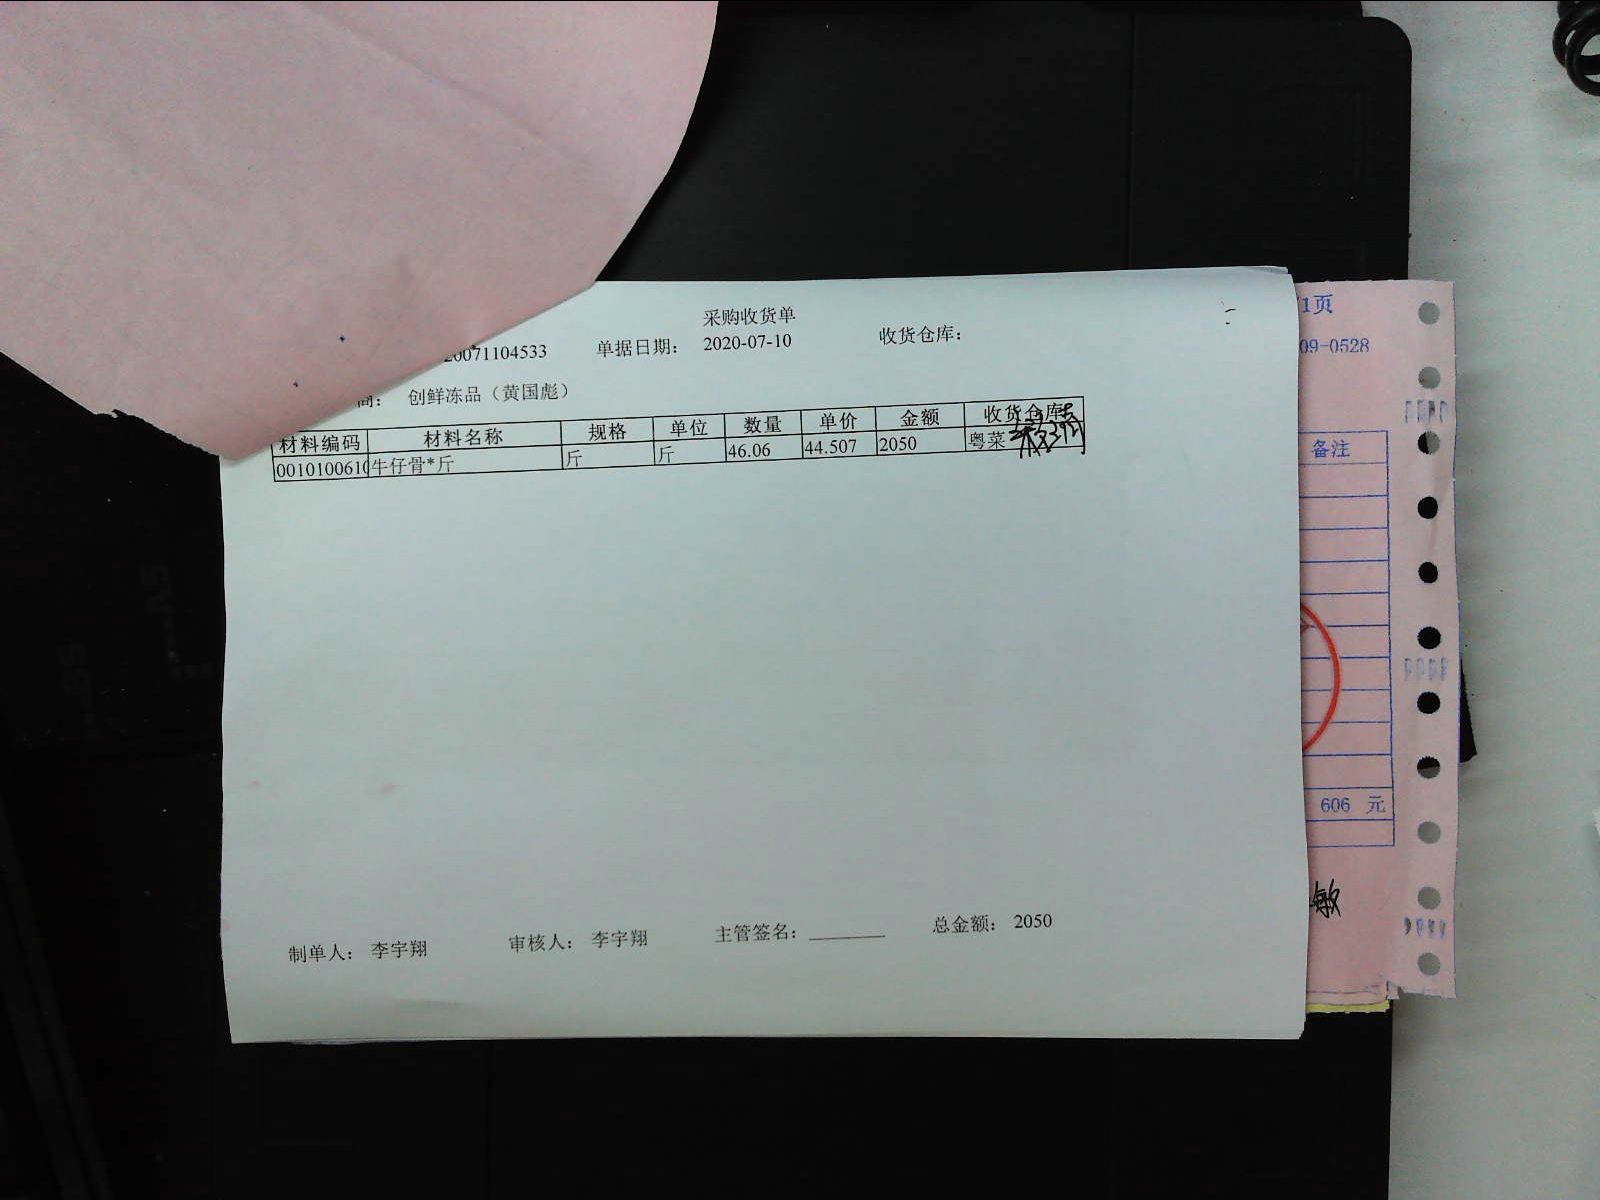 采购收货单
20071104533 单据日期： 2020-07-10 收货仓库：
商： 创鲜冻品（黄国彪）
材料编码 材料名称 规格 单位 数量 单价 金额 收货仓库
0010100610 牛仔骨*斤 斤 斤 46.06 44.507 2050 粤菜
制单人： 李宇翔 审核人： 李宇翔 主管签名： 总金额： 2050
1页
09-0528
备注
606 元
敏